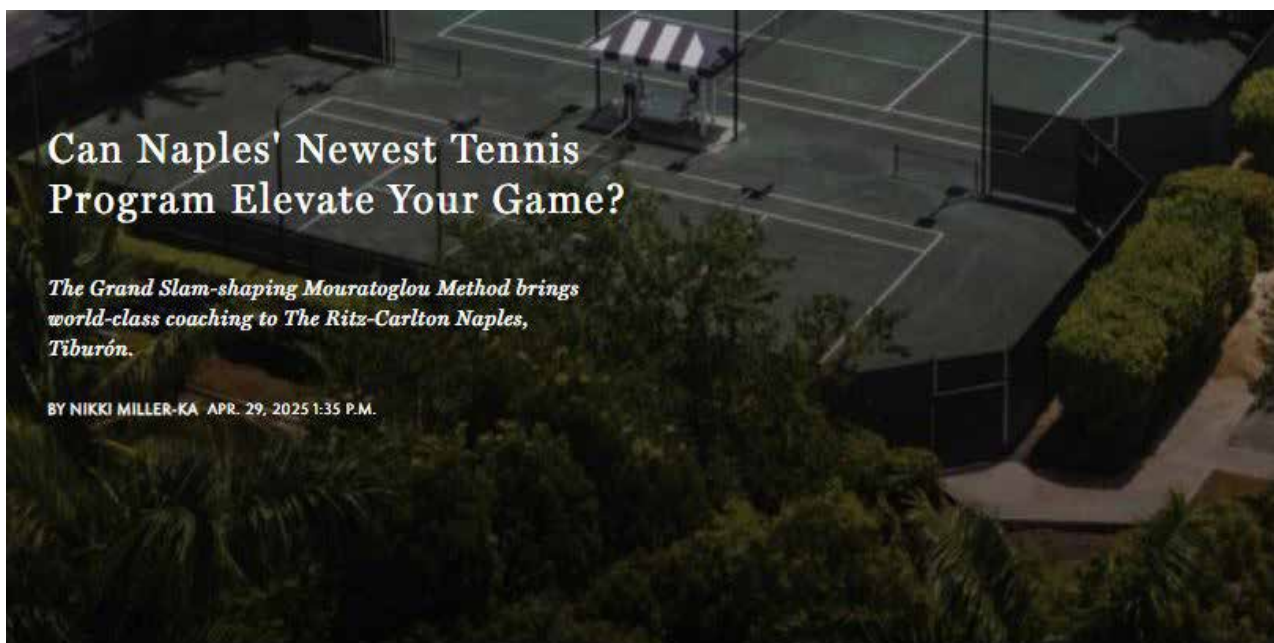 Can Naples' Newest Tennis
Program Elevate Your Game?
The Grand Slam-shaping Mouratoglou Method brings
world-class coaching to The Ritz-Carlton Naples,
Tiburón.
BY NIKKI MILLER-KA APR. 29, 2025 1:35 P.M.